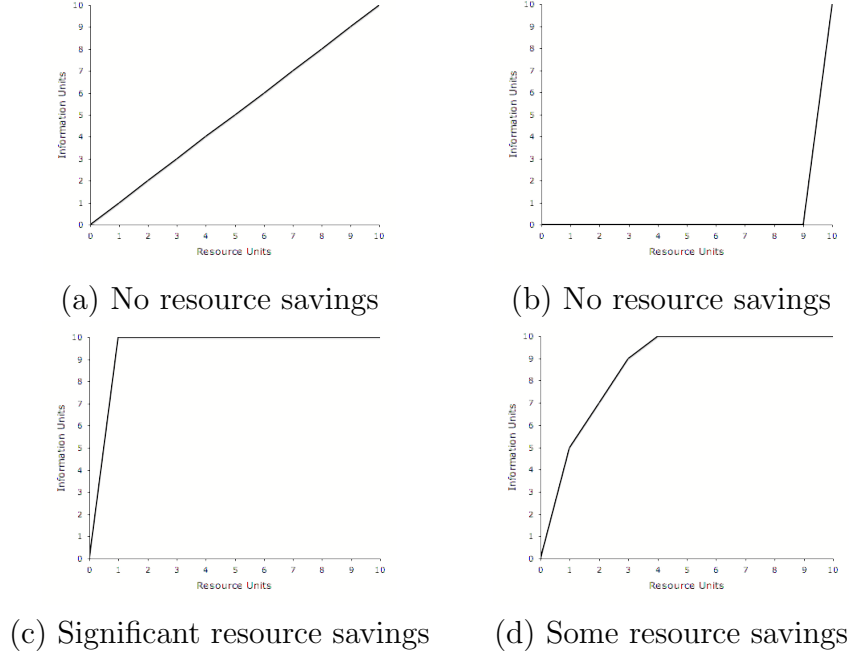 10
9
8
7
6
5
4
3
2
1
0
Information Units
0 1 2 3 4 5 6 7 8 9 10
Resource Units
(a) No resource savings
10
9
8
7
6
5
4
3
2
1
0
Information Units
0 1 2 3 4 5 6 7 8 9 10
Resource Units
(b) No resource savings
10
9
8
7
6
5
4
3
2
1
0
Information Units
0 1 2 3 4 5 6 7 8 9 10
Resource Units
(c) Significant resource savings
10
9
8
7
6
5
4
3
2
1
0
Information Units
0 1 2 3 4 5 6 7 8 9 10
Resource Units
(d) Some resource savings